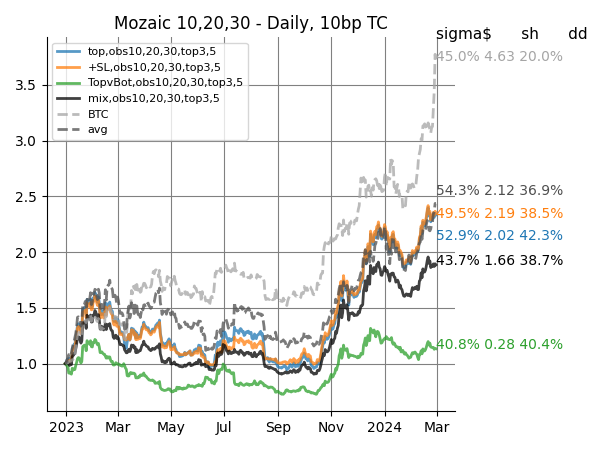 Mozaic 10,20,30 - Daily, 10bp TC
sigma$ sh dd
top,obs10,20,30,top3,5
+SL,obs10,20,30,top3,5
TopvBot,obs10,20,30,top3,5
mix,obs10,20,30,top3,5
BTC
avg
45.0% 4.63 20.0%
54.3% 2.12 36.9%
49.5% 2.19 38.5%
52.9% 2.02 42.3%
43.7% 1.66 38.7%
40.8% 0.28 40.4%
3.5
3.0
2.5
2.0
1.5
1.0
2023 Mar May Jul Sep Nov 2024 Mar